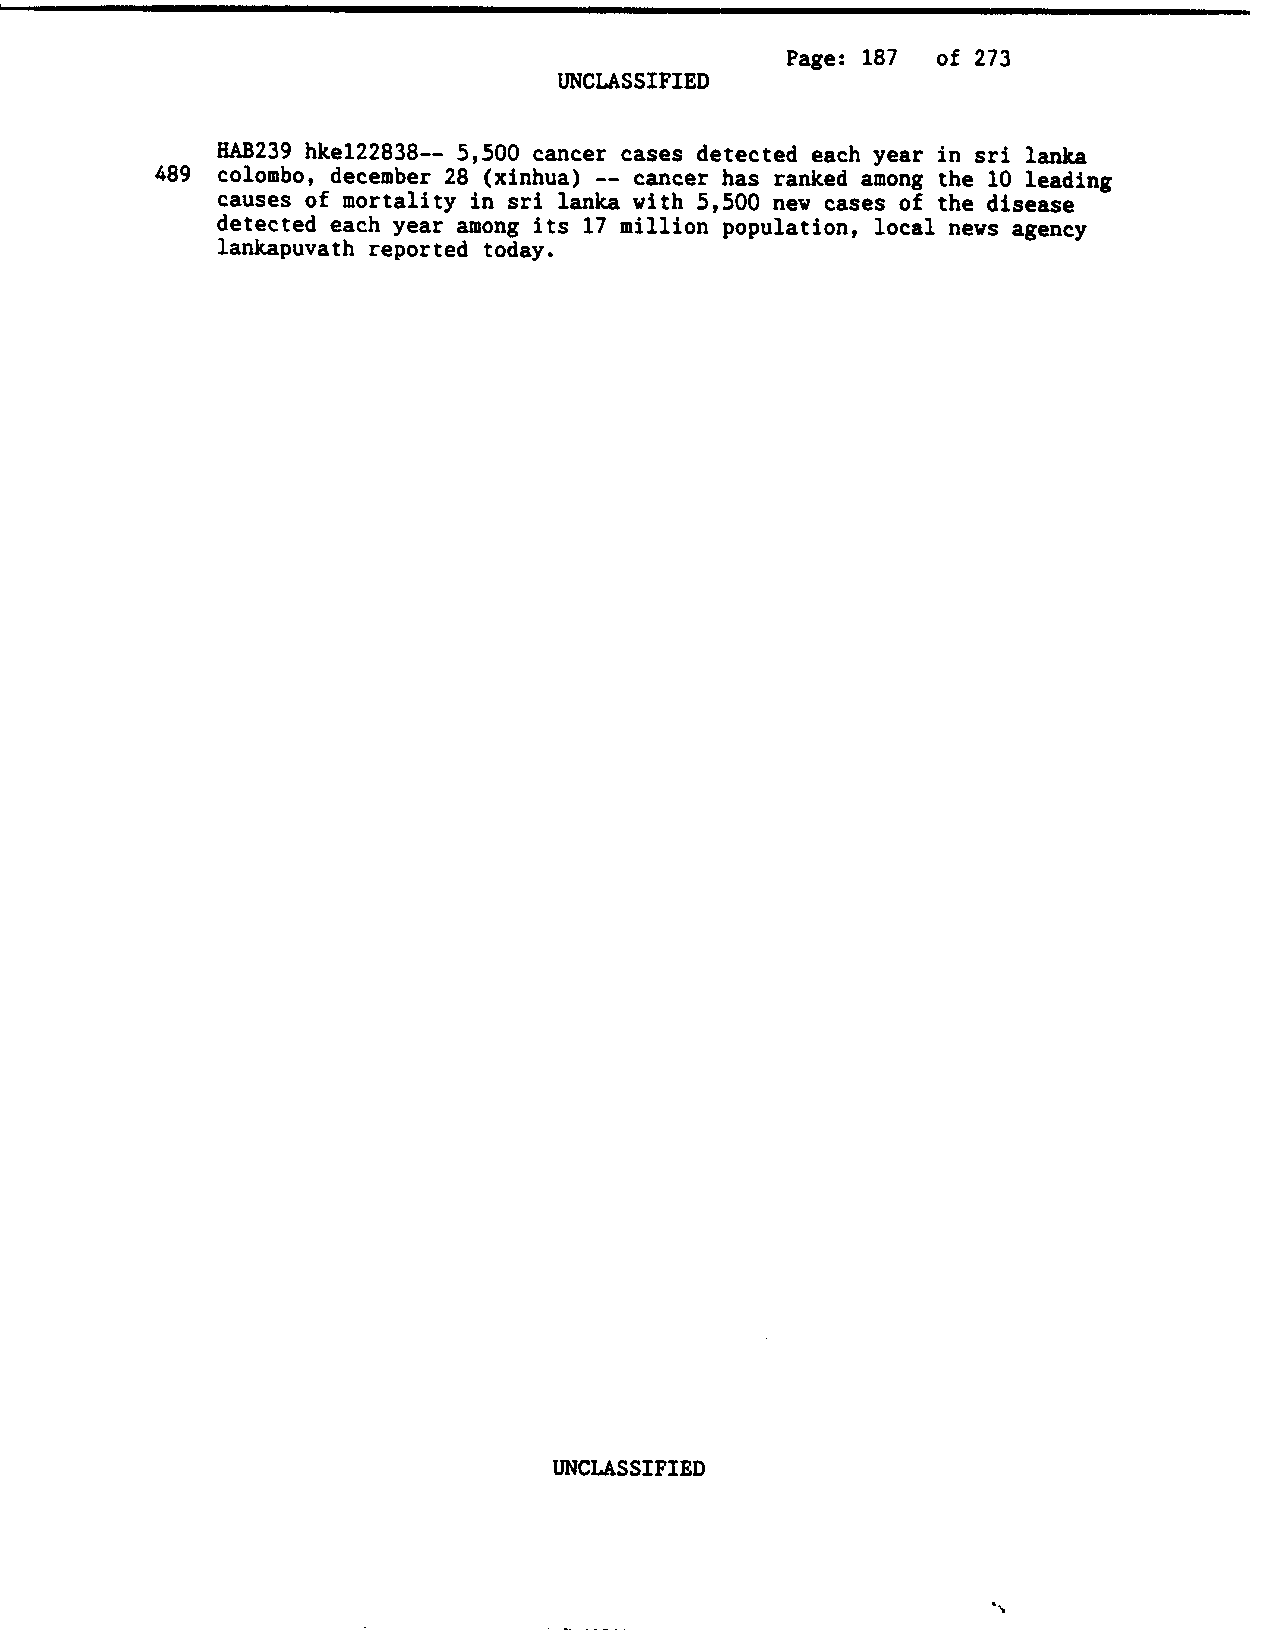 Page: 187 of 273
UNCLASSIFIED
HAB239 hke122838-- 5,500 cancer cases detected each year in sri lanka
489 colombo, december 28 (xinhua) -- cancer has ranked among the 10 leading
causes of mortality in sri lanka with 5,500 new cases of the disease
detected each year among its 17 million population, local news agency
lankapuvath reported today.
UNCLASSIFIED